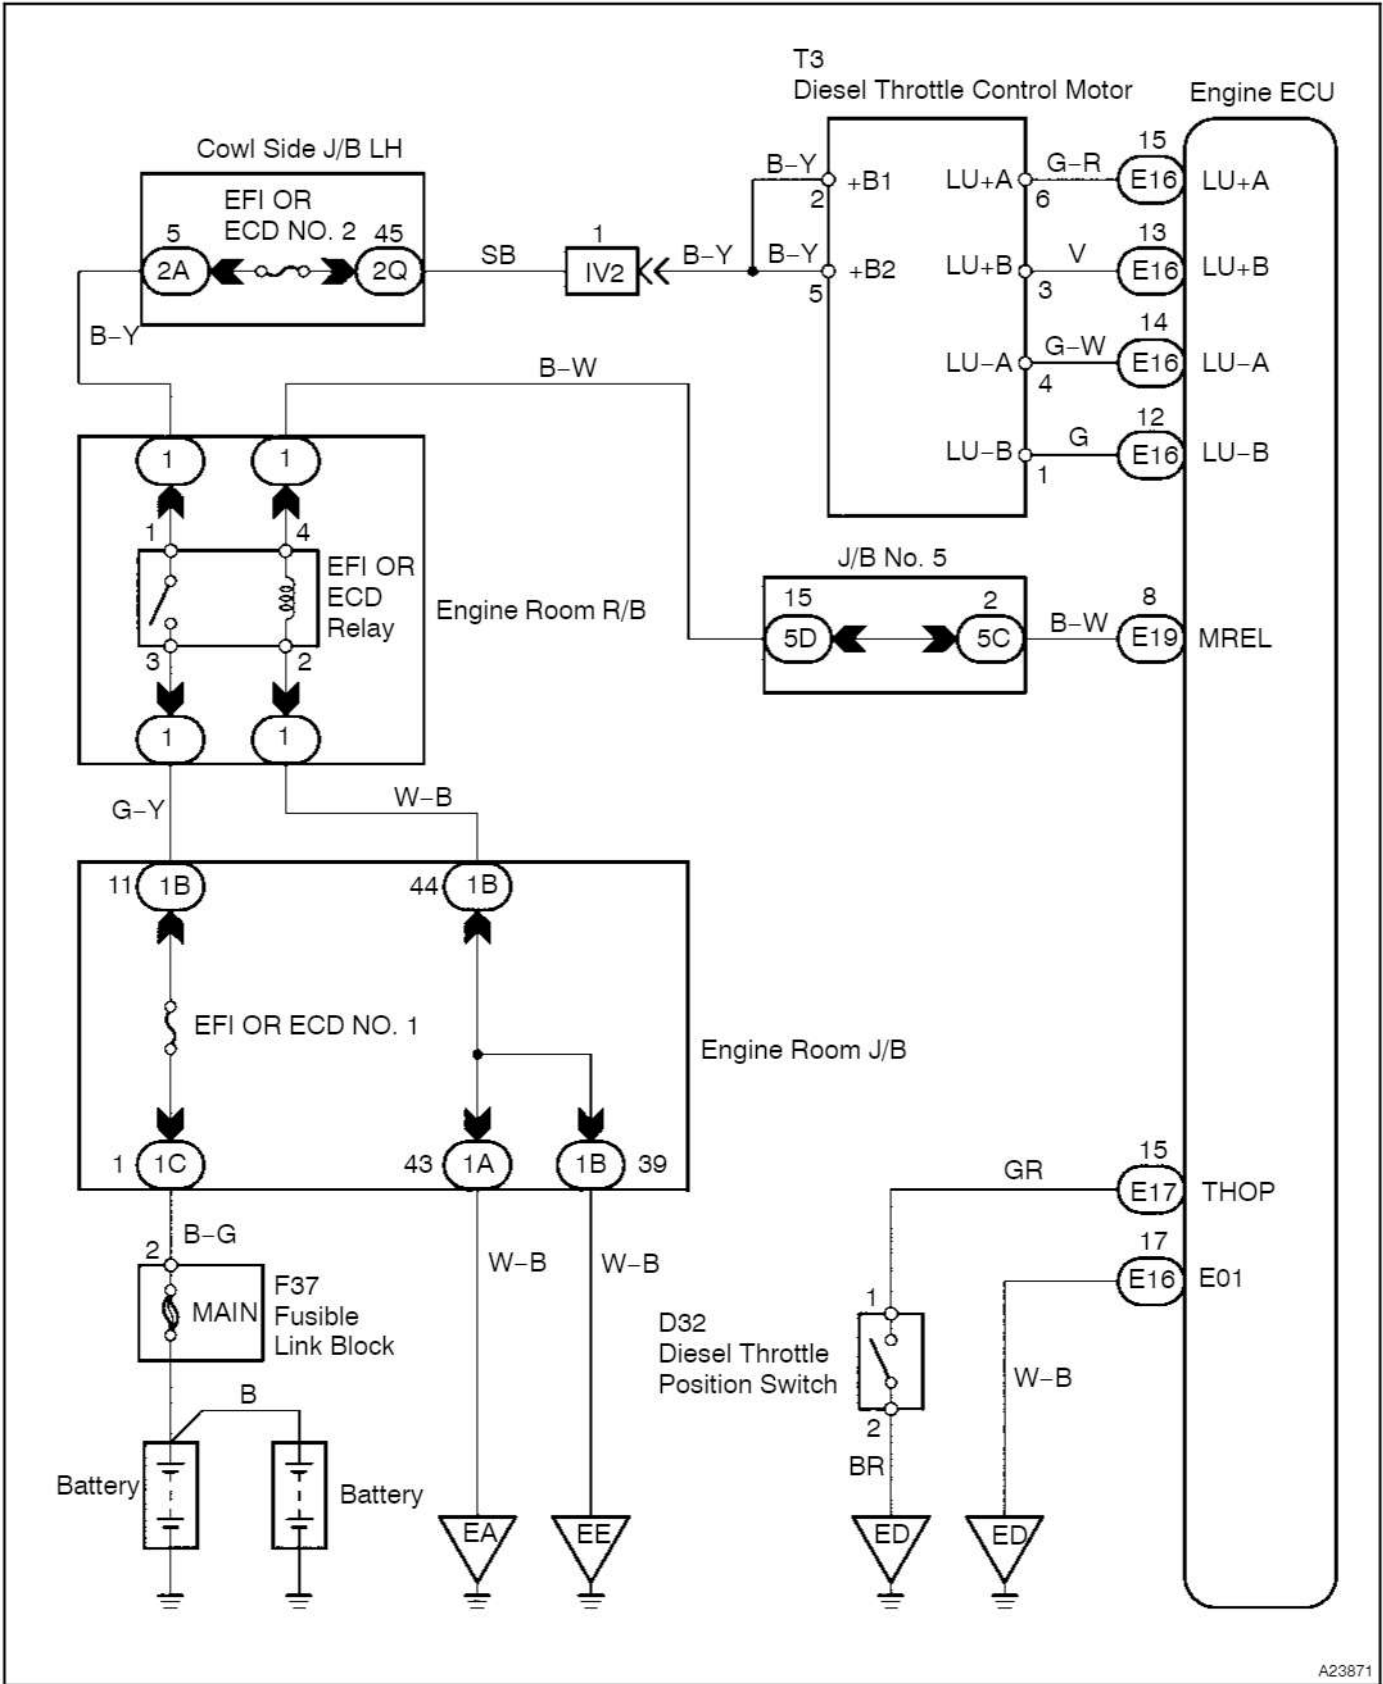 T3
Diesel Throttle Control Motor
Engine ECU
Cowl Side J/B LH
EFI OR
ECD NO. 2
5
45
2A
2Q
SB
1
IV2
B–Y
B–Y
B–Y
2
5
+B1
+B2
LU+A
6
G–R
15
E16
LU+A
LU+B
3
V
13
E16
LU+B
LU–A
4
G–W
14
E16
LU–A
LU–B
1
G
12
E16
LU–B
B–Y
B–W
1
1
1
4
EFI OR
ECD
Relay
Engine Room R/B
3
2
1
1
J/B No. 5
15
2
5D
5C
B–W
8
E19
MREL
G–Y
W–B
11
1B
44
1B
EFI OR ECD NO. 1
Engine Room J/B
1
1C
43
1A
1B
39
B–G
2
MAIN
F37
Fusible
Link Block
W–B
W–B
B
Battery
Battery
EA
EE
GR
15
E17
THOP
17
E16
E01
1
D32
Diesel Throttle
Position Switch
2
BR
W–B
ED
ED
A23871